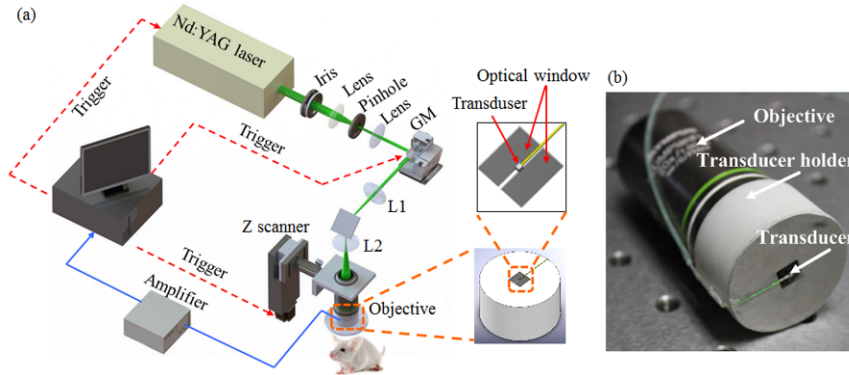 (a)
Nd:YAG laser
Iris
Lens
Pinhole
Lens
GM
Trigger
Trigger
Trigger
L1
L2
Z scanner
Amplifier
Objective
Optical window
Transduser
(b)
Objective
Transducer holder
Transducer